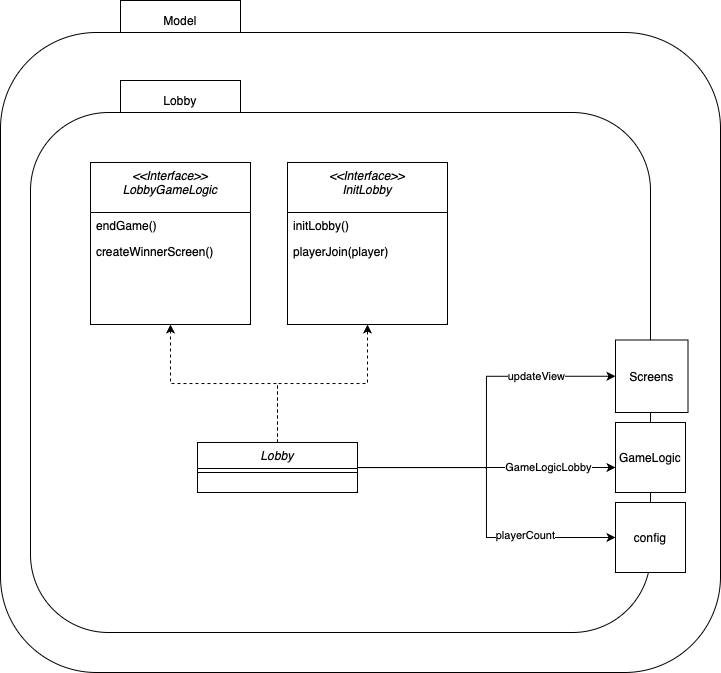 Model
Lobby
<<Interface>>
LobbyGameLogic
endGame()
createWinnerScreen()
<<Interface>>
InitLobby
initLobby()
playerJoin(player)
Lobby
updateView
Screens
GameLogicLobby
GameLogic
playerCount
config